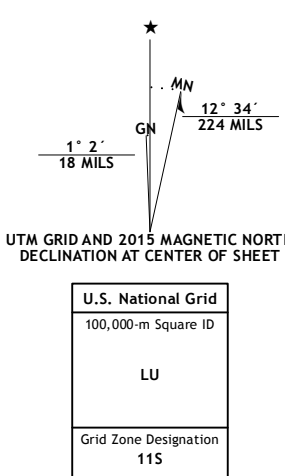 ★
MN
GN
12° 34´
224 MILS
1° 2´
18 MILS
UTM GRID AND 2015 MAGNETIC NORT
DECLINATION AT CENTER OF SHEET
U.S. National Grid
100,000-m Square ID
LU
Grid Zone Designation
11S